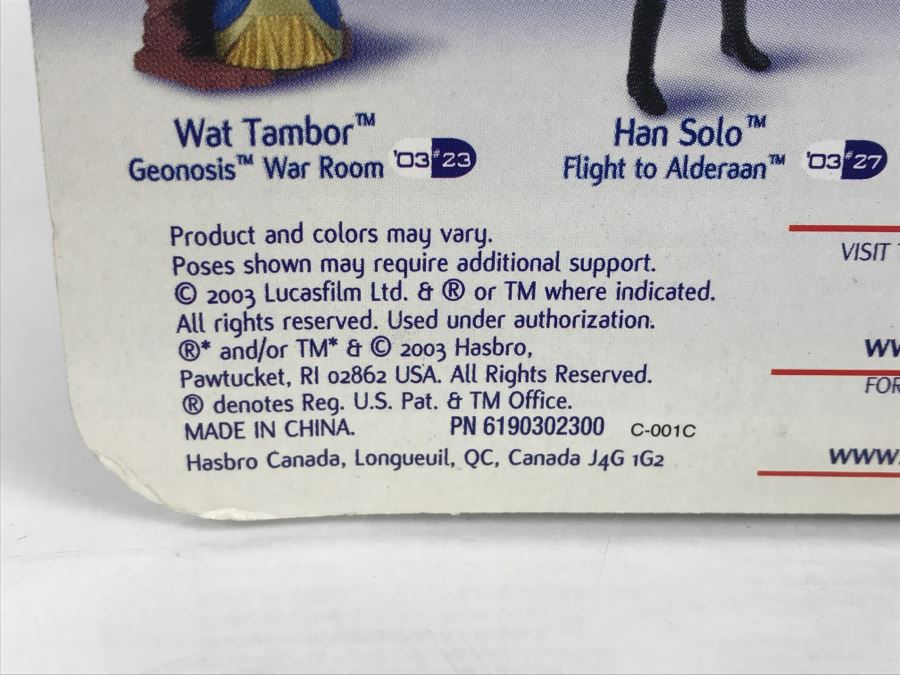 Wat Tambor™
Geonosis™ War Room '03 #23
Han Solo™
Flight to Alderaan™ '03 #27
Product and colors may vary.
Poses shown may require additional support.
© 2003 Lucasfilm Ltd. & ® or TM where indicated.
All rights reserved. Used under authorization.
®* and/or TM* & © 2003 Hasbro,
Pawtucket, RI 02862 USA. All Rights Reserved.
® denotes Reg. U.S. Pat. & TM Office.
MADE IN CHINA. PN 6190302300 C-001C
Hasbro Canada, Longueuil, QC, Canada J4G 1G2
VISIT
FOR
www.